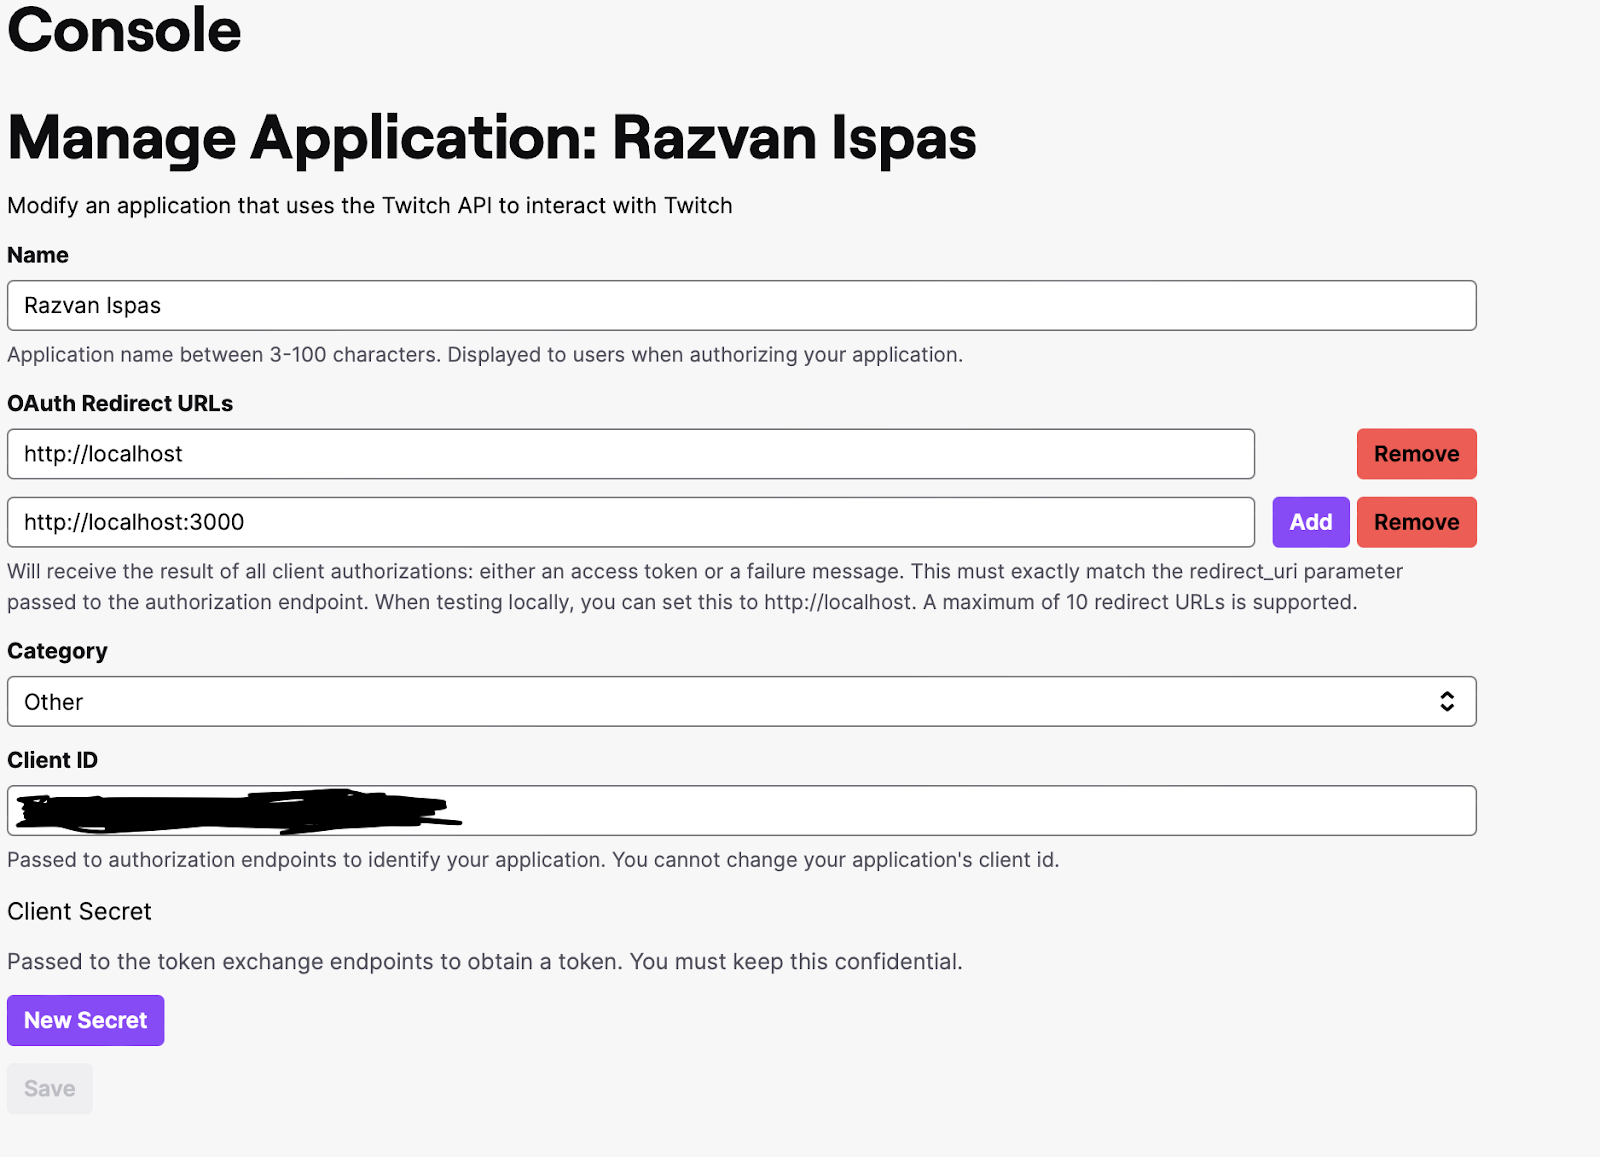 Console
Manage Application: Razvan Ispas
Modify an application that uses the Twitch API to interact with Twitch
Name
Razvan Ispas
Application name between 3-100 characters. Displayed to users when authorizing your application.
OAuth Redirect URLs
http://localhost
Remove
http://localhost:3000
Add
Remove
Will receive the result of all client authorizations: either an access token or a failure message. This must exactly match the redirect_uri parameter
passed to the authorization endpoint. When testing locally, you can set this to http://localhost. A maximum of 10 redirect URLs is supported.
Category
Other
Client ID
Passed to authorization endpoints to identify your application. You cannot change your application's client id.
Client Secret
Passed to the token exchange endpoints to obtain a token. You must keep this confidential.
New Secret
Save